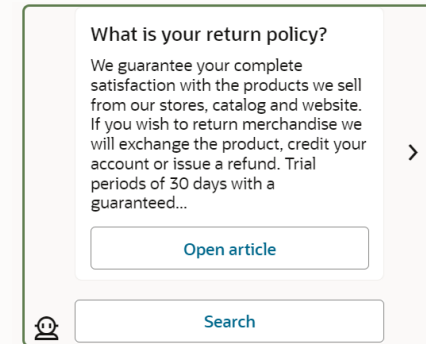 What is your return policy?
We guarantee your complete
satisfaction with the products we sell
from our stores, catalog and website.
If you wish to return merchandise we
will exchange the product, credit your
account or issue a refund. Trial
periods of 30 days with a
guaranteed...
Open article
Search